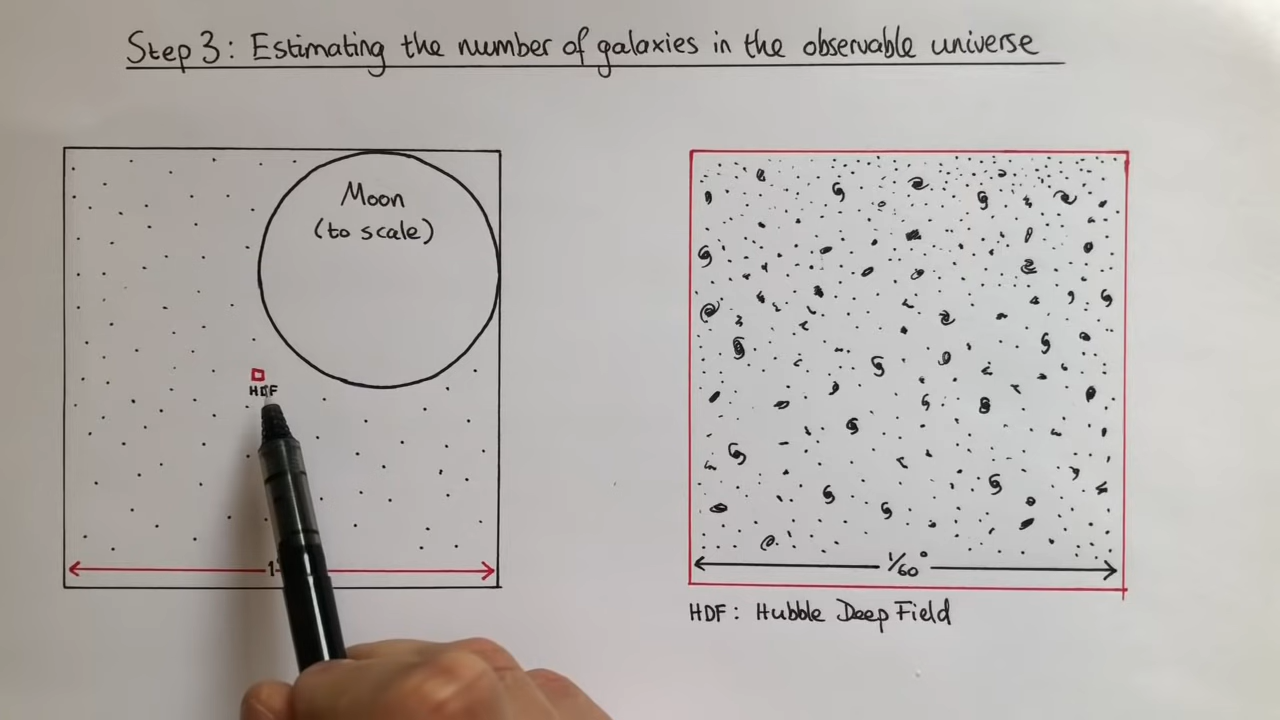 Step 3: Estimating the number of galaxies in the observable universe
Moon
(to scale)
HDF
1
1/60°
HDF: Hubble Deep Field